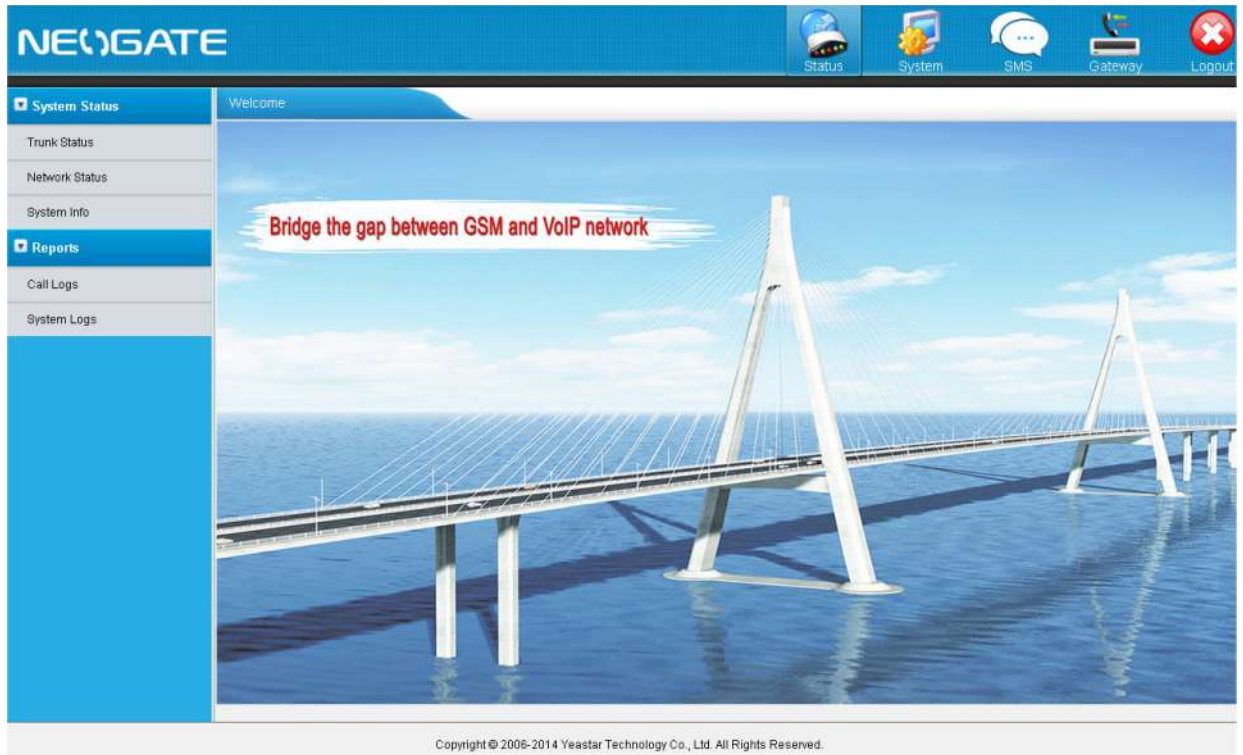 NEOGATE
Status
System
SMS
Gateway
Logout
System Status
Trunk Status
Network Status
System Info
Reports
Call Logs
System Logs
Welcome
Bridge the gap between GSM and VoIP network
Copyright © 2006-2014 Yeastar Technology Co., Ltd. All Rights Reserved.